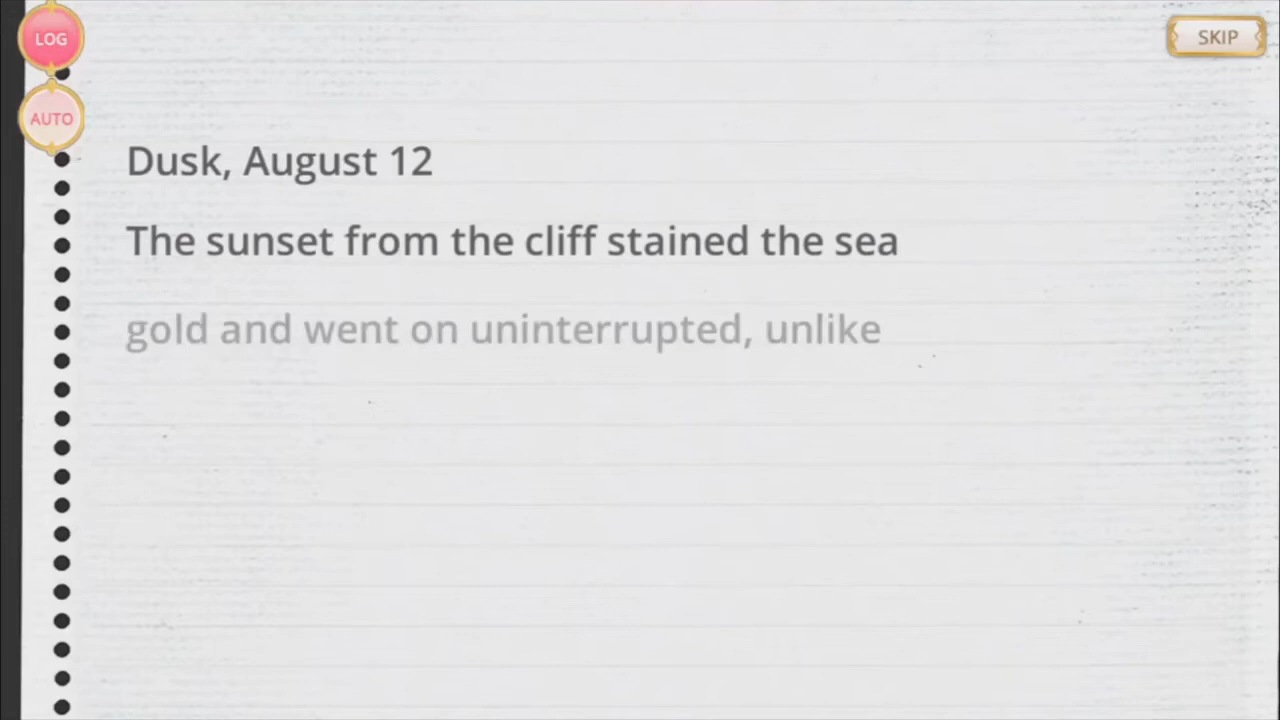 LOG
SKIP
AUTO
Dusk, August 12
The sunset from the cliff stained the sea
gold and went on uninterrupted, unlike